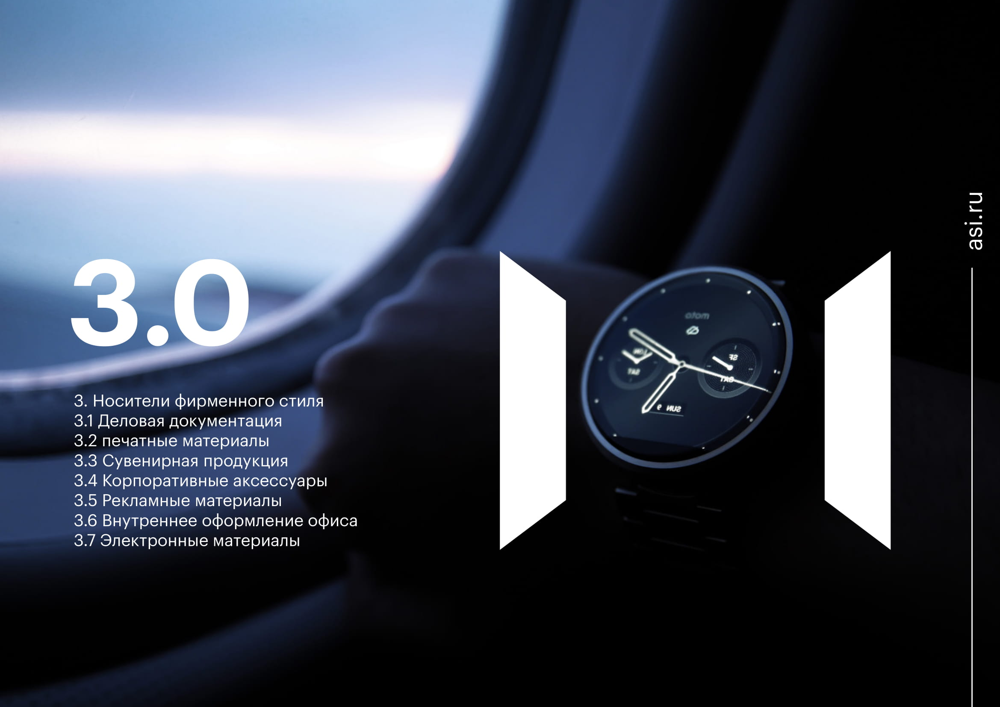 asi.ru
3.0
3. Носители фирменного стиля
3.1 Деловая документация
3.2 печатные материалы
3.3 Сувенирная продукция
3.4 Корпоративные аксессуары
3.5 Рекламные материалы
3.6 Внутреннее оформление офиса
3.7 Электронные материалы
moto
LON
SAT
SF
SAT
SUN 9